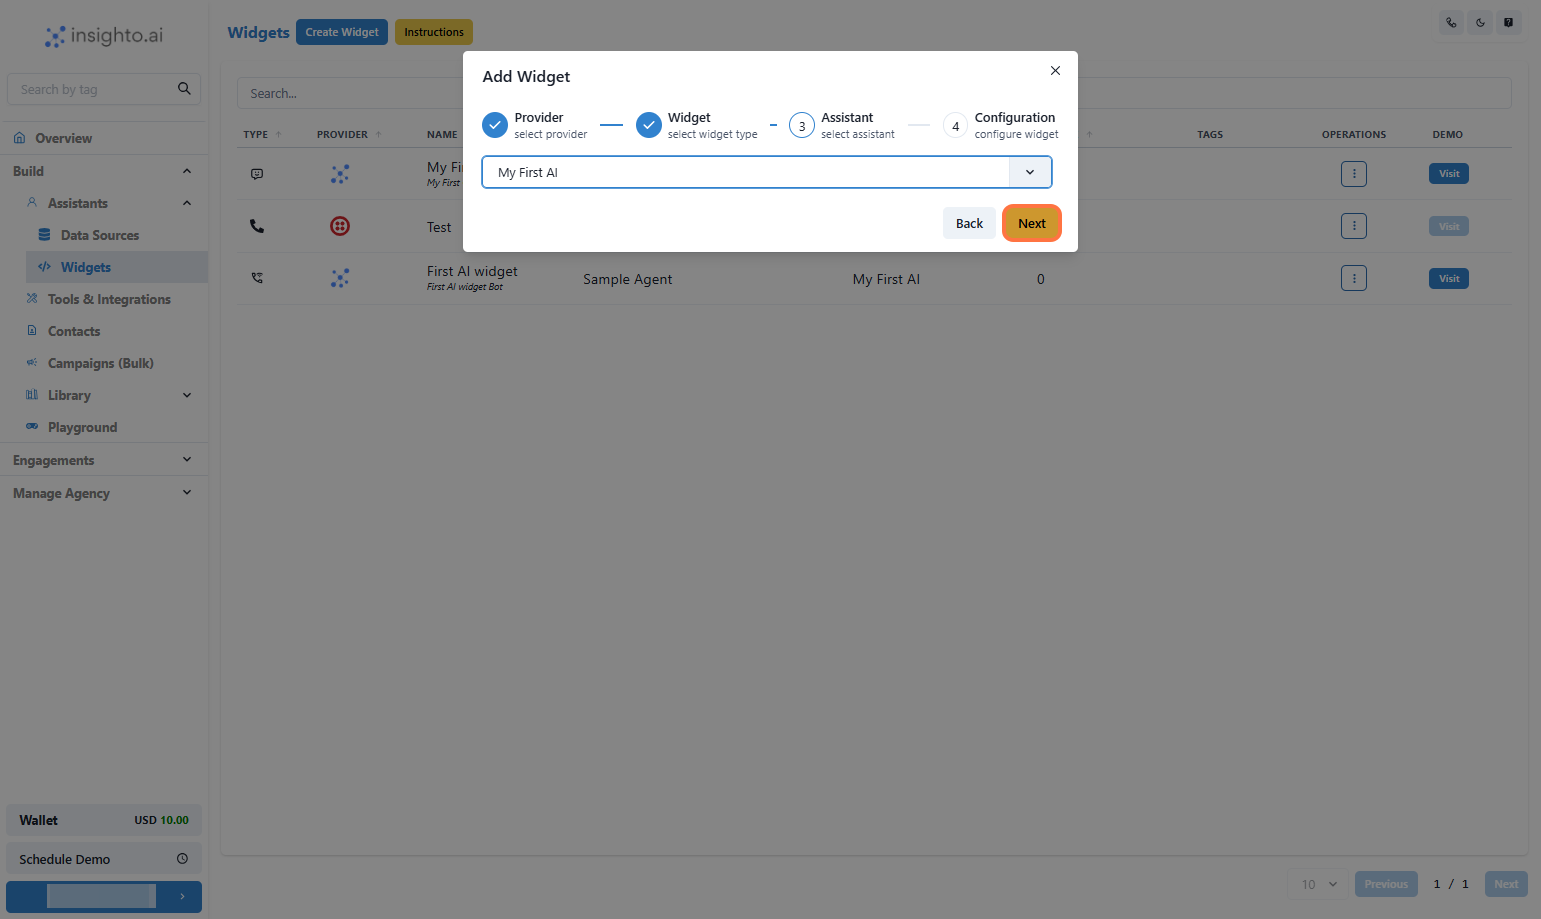 insighto.ai
Search by tag
Overview
Build
Assistants
Data Sources
Widgets
Tools & Integrations
Contacts
Campaigns (Bulk)
Library
Playground
Engagements
Manage Agency
Wallet USD 10.00
Schedule Demo
Widgets Create Widget Instructions
Search...
TYPE PROVIDER NAME TAGS OPERATIONS DEMO
My Fi
My First
Visit
Test Visit
First AI widget Sample Agent My First AI 0 Visit
First AI widget Bot
Add Widget
Provider
select provider
Widget
select widget type
3 Assistant
select assistant
4 Configuration
configure widget
My First AI
Back Next
10 Previous 1 / 1 Next